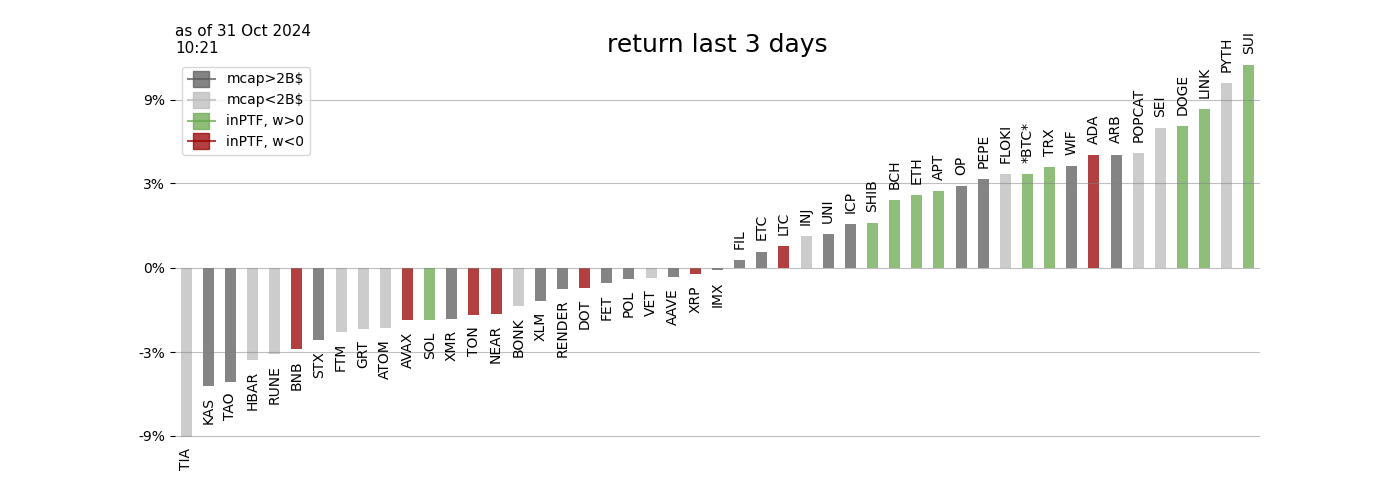 as of 31 Oct 2024
10:21
return last 3 days
mcap>2B$
mcap<2B$
inPTF, w>0
inPTF, w<0
9%
3%
0%
-3%
-9%
TIA
KAS
TAO
HBAR
RUNE
BNB
STX
FTM
GRT
ATOM
AVAX
SOL
XMR
TON
NEAR
BONK
XLM
RENDER
DOT
FET
POL
VET
AAVE
XRP
IMX
FIL
ETC
LTC
INJ
UNI
ICP
SHIB
BCH
ETH
APT
OP
PEPE
FLOKI
*BTC*
TRX
WIF
ADA
ARB
POPCAT
SEI
DOGE
LINK
PYTH
SUI